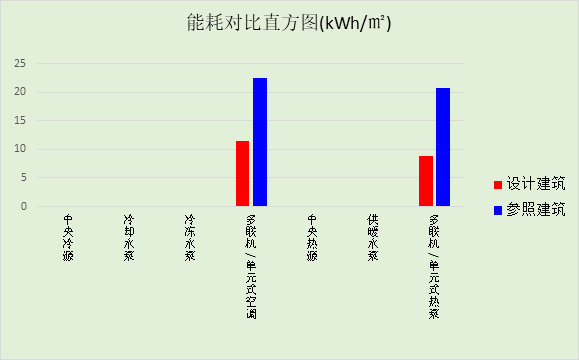 能耗对比直方图(kWh/㎡)
25
20
15
10
5
0
中央冷源
冷却水泵
冷冻水泵
多联机/单元式空调
中央热源
供暖水泵
多联机/单元式热泵
设计建筑
参照建筑